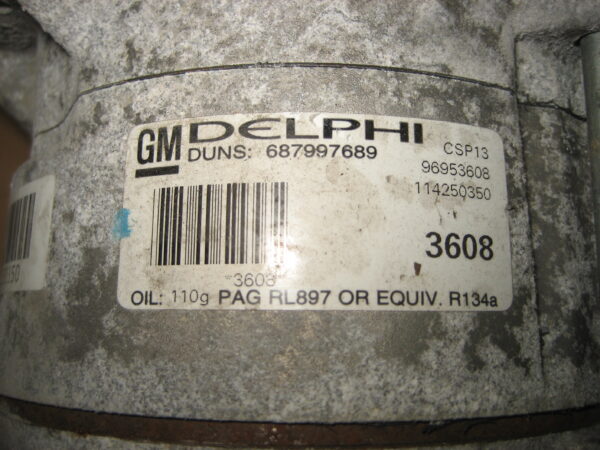 GM DELPHI
DUNS: 687997689
CSP13
96953608
114250350
3608
*3608*
OIL: 110g PAG RL897 OR EQUIV. R134a